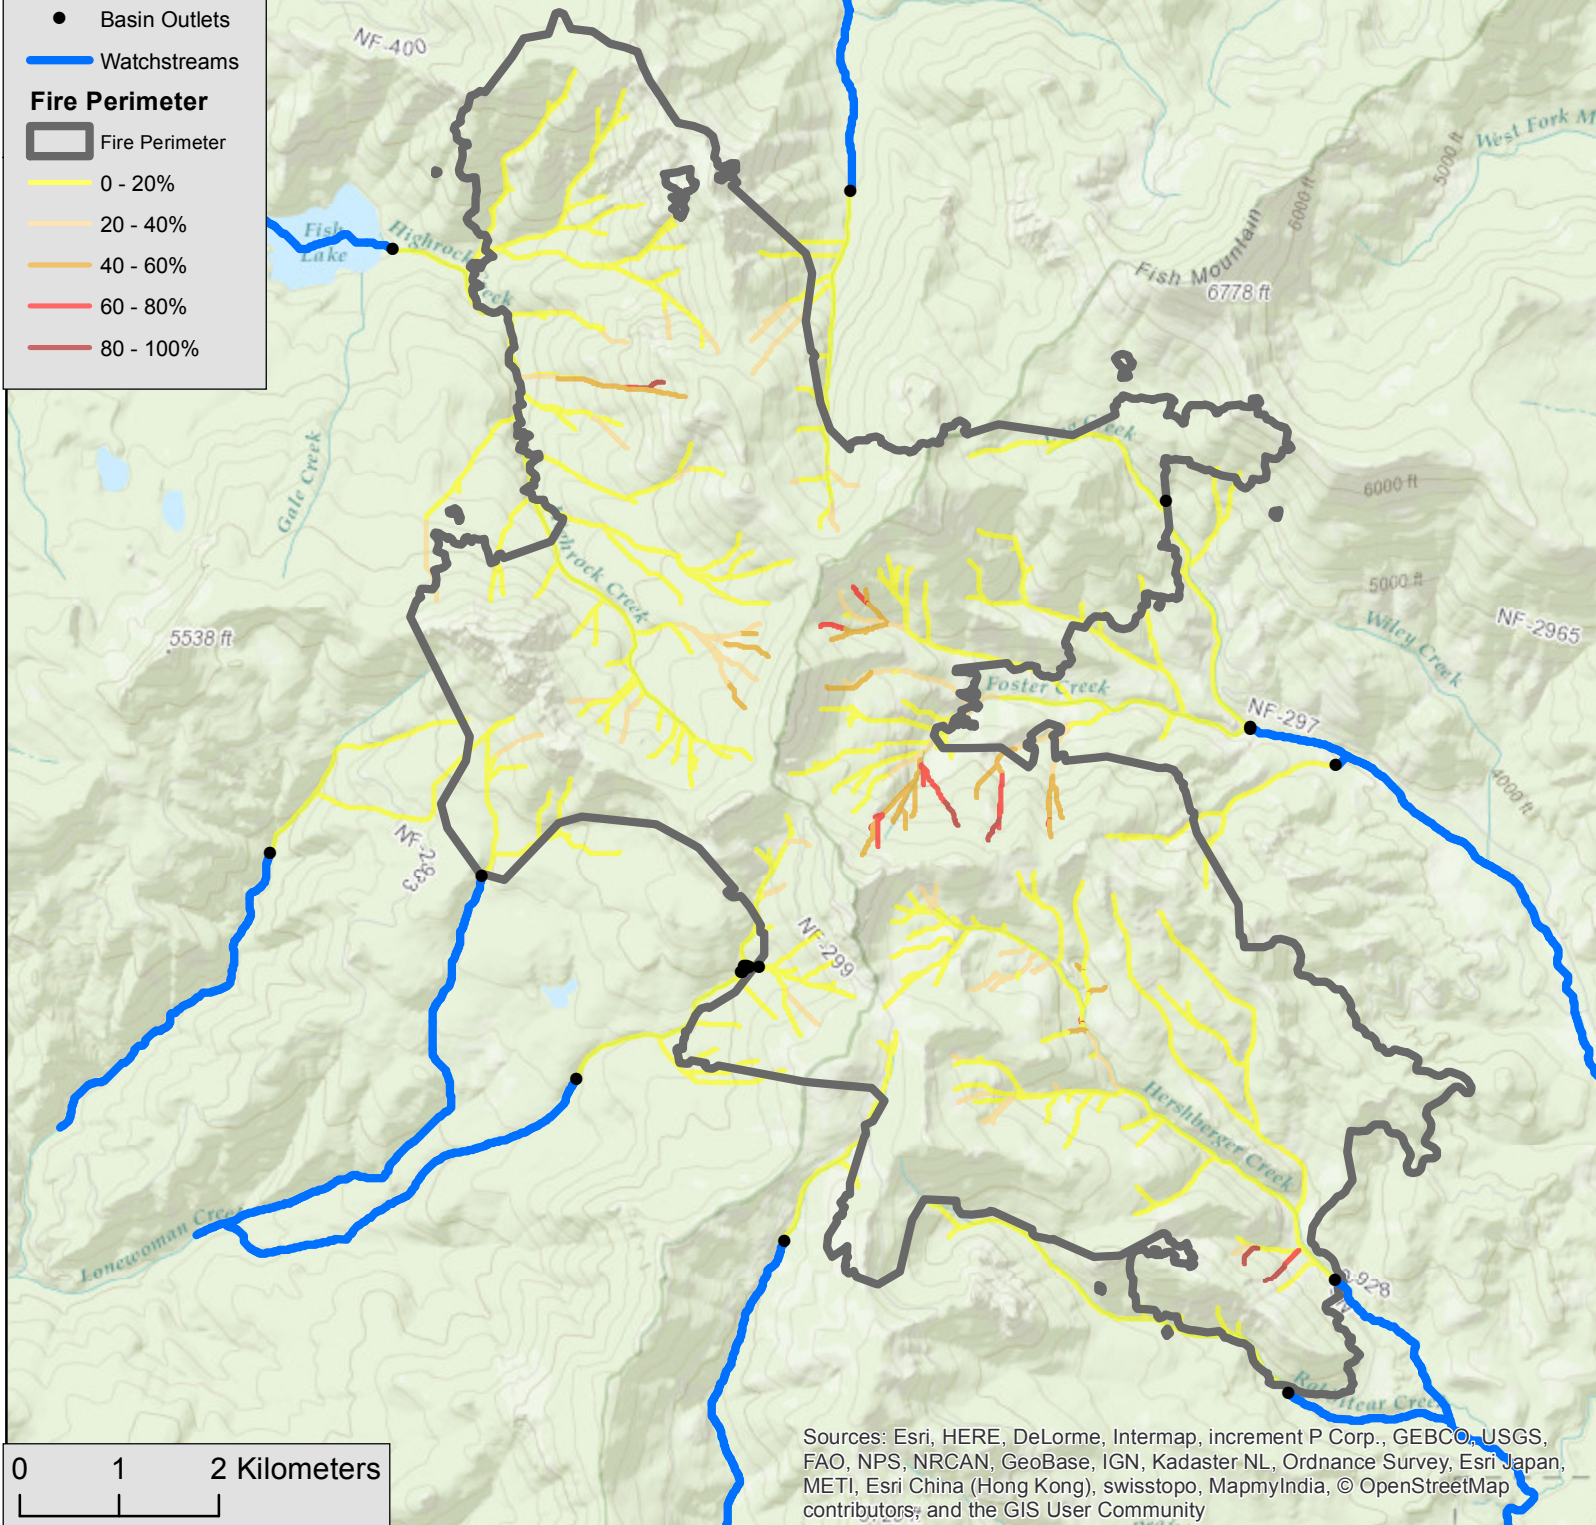 Basin Outlets
Watchstreams
Fire Perimeter
Fire Perimeter
0 - 20%
20 - 40%
40 - 60%
60 - 80%
80 - 100%
NF-400
West Fork M
5000 ft
6000 ft
Fish Mountain
6778 ft
Fish
Lake
Highrock
Creek
Gale Creek
Creek
6000 ft
5000 ft
NF-2965
Wiley Creek
5538 ft
Creek
Foster Creek
NF-297
4000 ft
NF-2933
NF-299
Hershberger Creek
Lonewoman Creek
-928
Creek
0 1 2 Kilometers
Sources: Esri, HERE, DeLorme, Intermap, increment P Corp., GEBCO, USGS,
FAO, NPS, NRCAN, GeoBase, IGN, Kadaster NL, Ordnance Survey, Esri Japan,
METI, Esri China (Hong Kong), swisstopo, MapmyIndia, © OpenStreetMap
contributors, and the GIS User Community